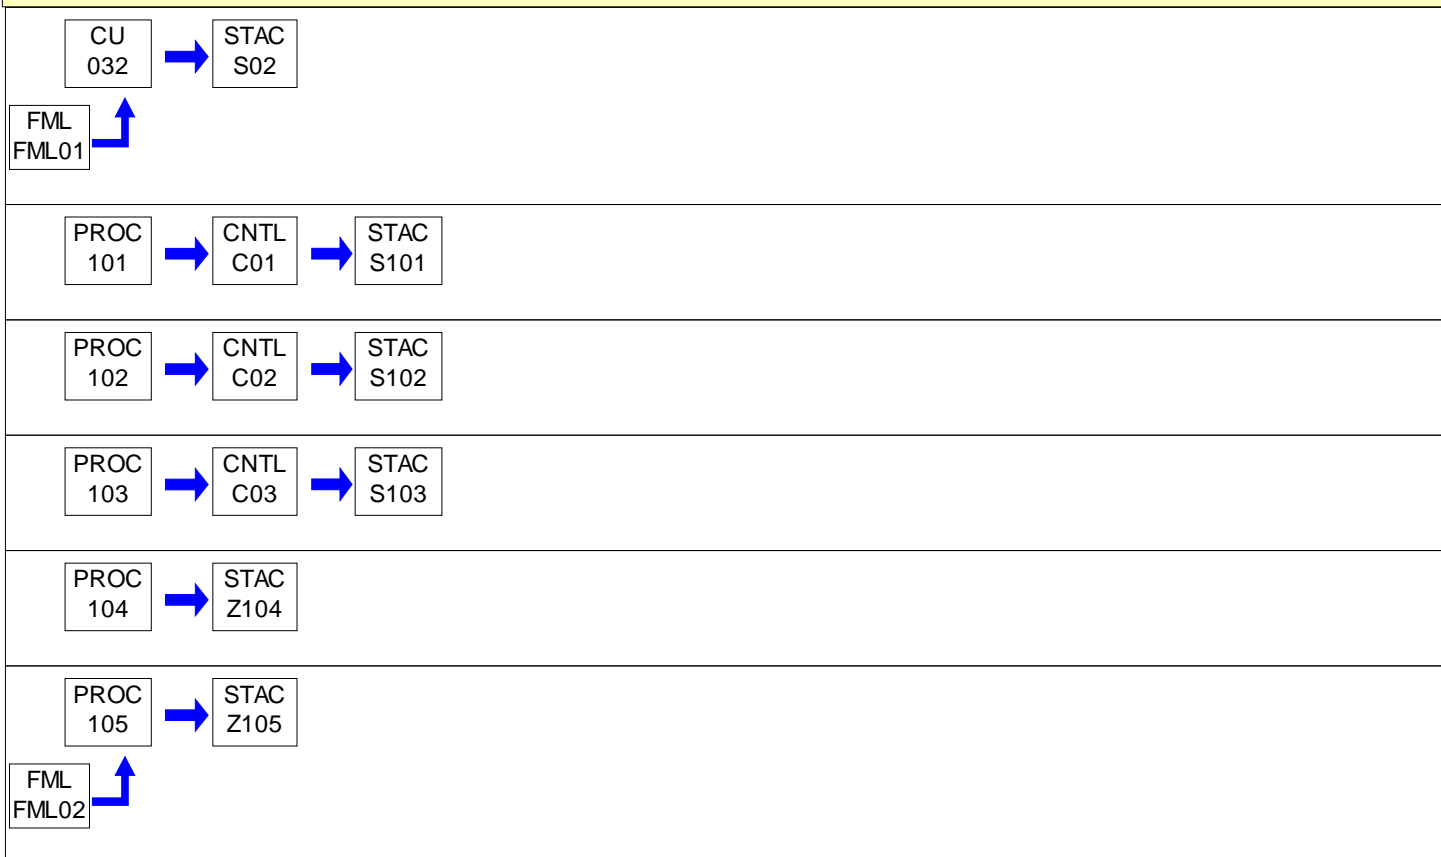 CU
032
STAC
S02
FML
FML01
PROC
101
CNTL
C01
STAC
S101
PROC
102
CNTL
C02
STAC
S102
PROC
103
CNTL
C03
STAC
S103
PROC
104
STAC
Z104
PROC
105
STAC
Z105
FML
FML02